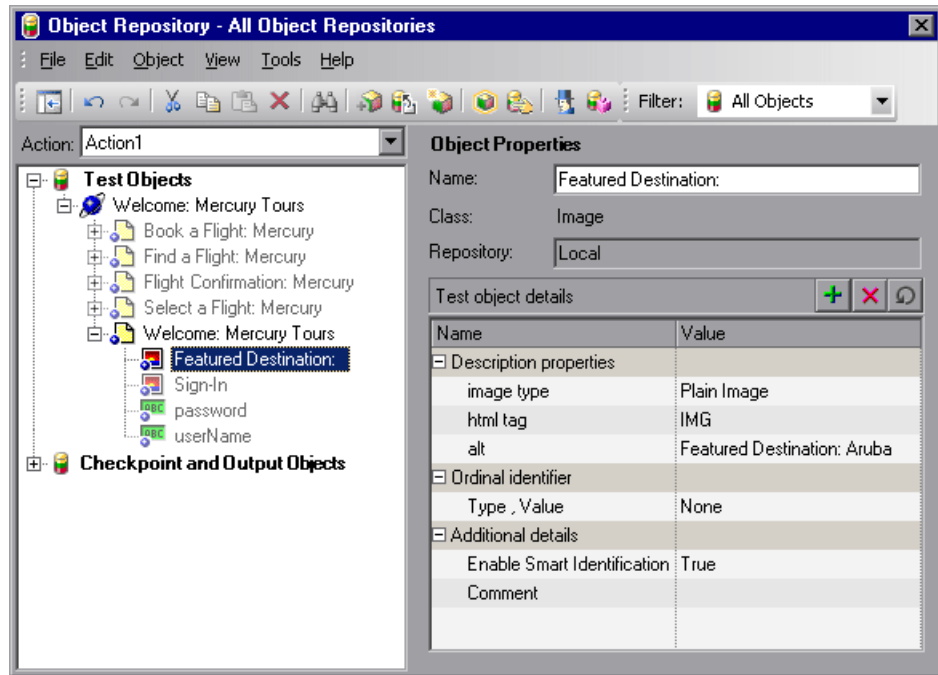 Object Repository - All Object Repositories
File Edit Object View Tools Help
Filter: All Objects
Action: Action1
Test Objects
Welcome: Mercury Tours
Book a Flight: Mercury
Find a Flight: Mercury
Flight Confirmation: Mercury
Select a Flight: Mercury
Welcome: Mercury Tours
Featured Destination:
Sign-In
password
userName
Checkpoint and Output Objects
Object Properties
Name: Featured Destination:
Class: Image
Repository: Local
Test object details
Name Value
Description properties
image type Plain Image
html tag IMG
alt Featured Destination: Aruba
Ordinal identifier
Type , Value None
Additional details
Enable Smart Identification True
Comment